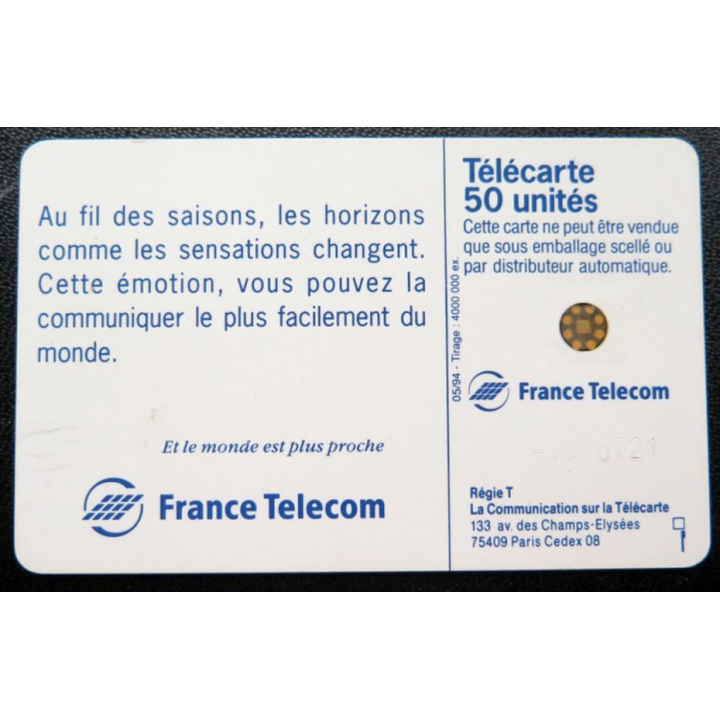 Au fil des saisons, les horizons
comme les sensations changent.
Cette émotion, vous pouvez la
communiquer le plus facilement du
monde.
Et le monde est plus proche
France Telecom
Télécarte
50 unités
Cette carte ne peut être vendue
que sous emballage scellé ou
par distributeur automatique.
05/94 - Tirage : 4000 000 ex.
France Telecom
Régie T
La Communication sur la Télécarte
133 av. des Champs-Elysées
75409 Paris Cedex 08